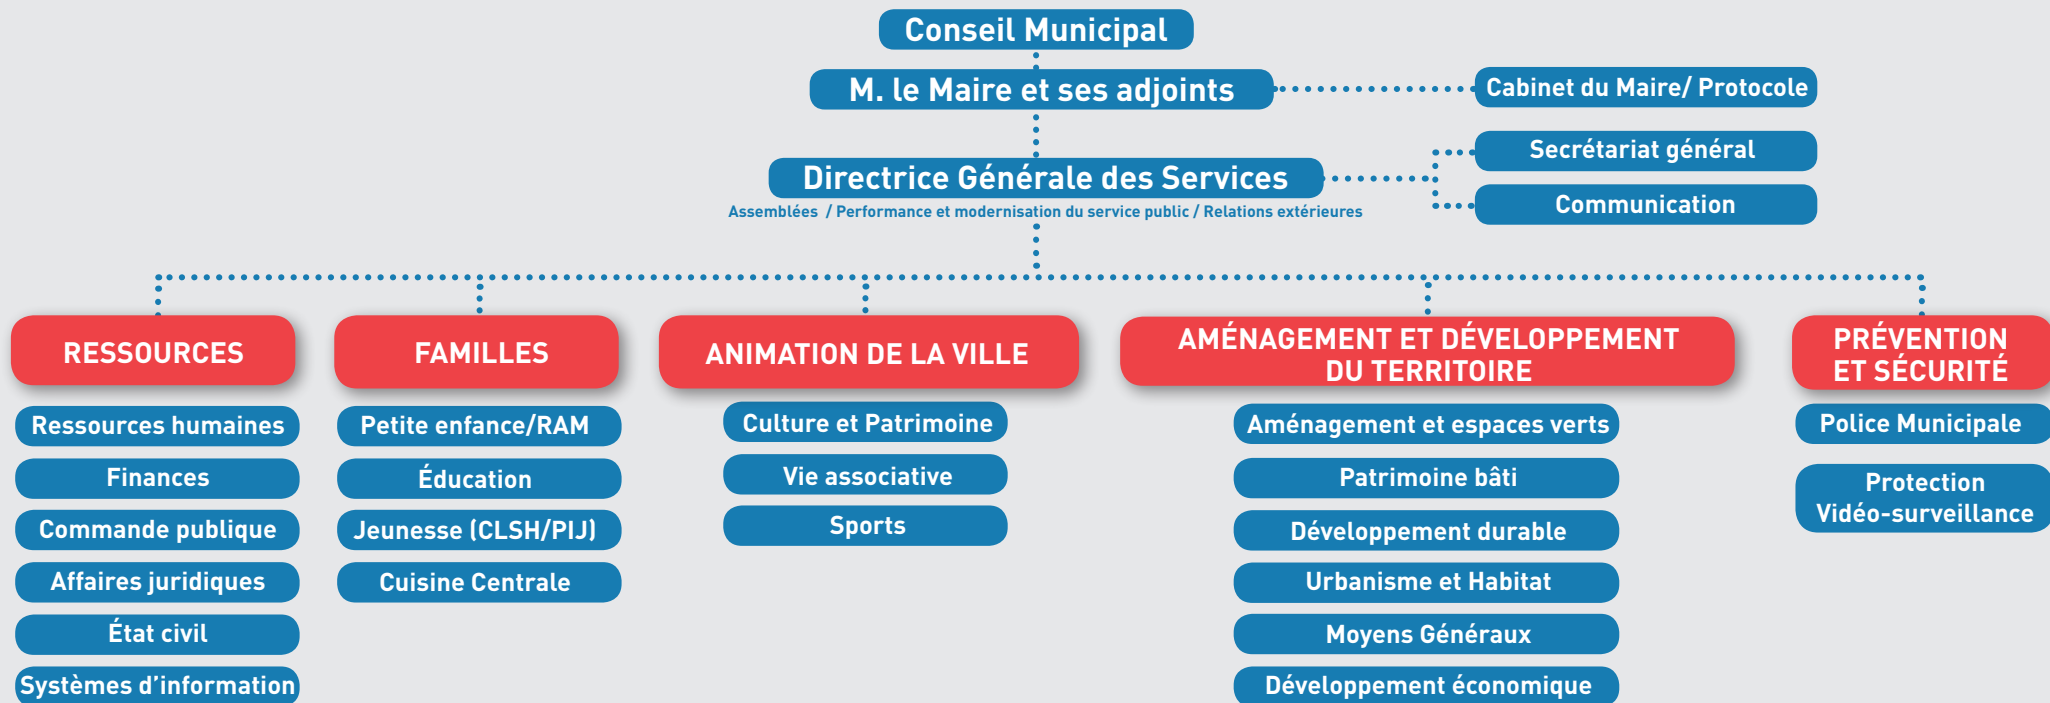 Conseil Municipal
M. le Maire et ses adjoints
Cabinet du Maire/ Protocole
Directrice Générale des Services
Assemblées / Performance et modernisation du service public / Relations extérieures
Secrétariat général
Communication
RESSOURCES
Ressources humaines
Finances
Commande publique
Affaires juridiques
État civil
Systèmes d'information
FAMILLES
Petite enfance/RAM
Éducation
Jeunesse (CLSH/PIJ)
Cuisine Centrale
ANIMATION DE LA VILLE
Culture et Patrimoine
Vie associative
Sports
AMÉNAGEMENT ET DÉVELOPPEMENT
DU TERRITOIRE
Aménagement et espaces verts
Patrimoine bâti
Développement durable
Urbanisme et Habitat
Moyens Généraux
Développement économique
PRÉVENTION
ET SÉCURITÉ
Police Municipale
Protection
Vidéo-surveillance